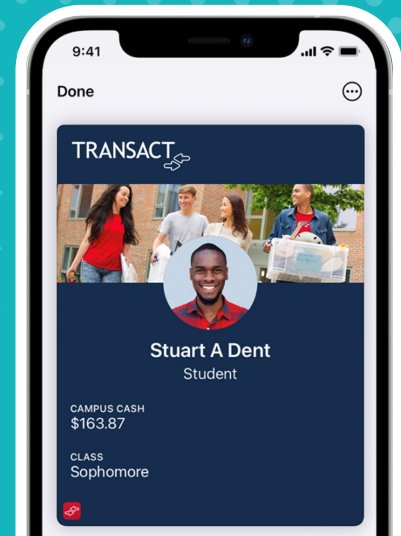 9:41
Done
TRANSACT
Stuart A Dent
Student
CAMPUS CASH
$163.87
CLASS
Sophomore